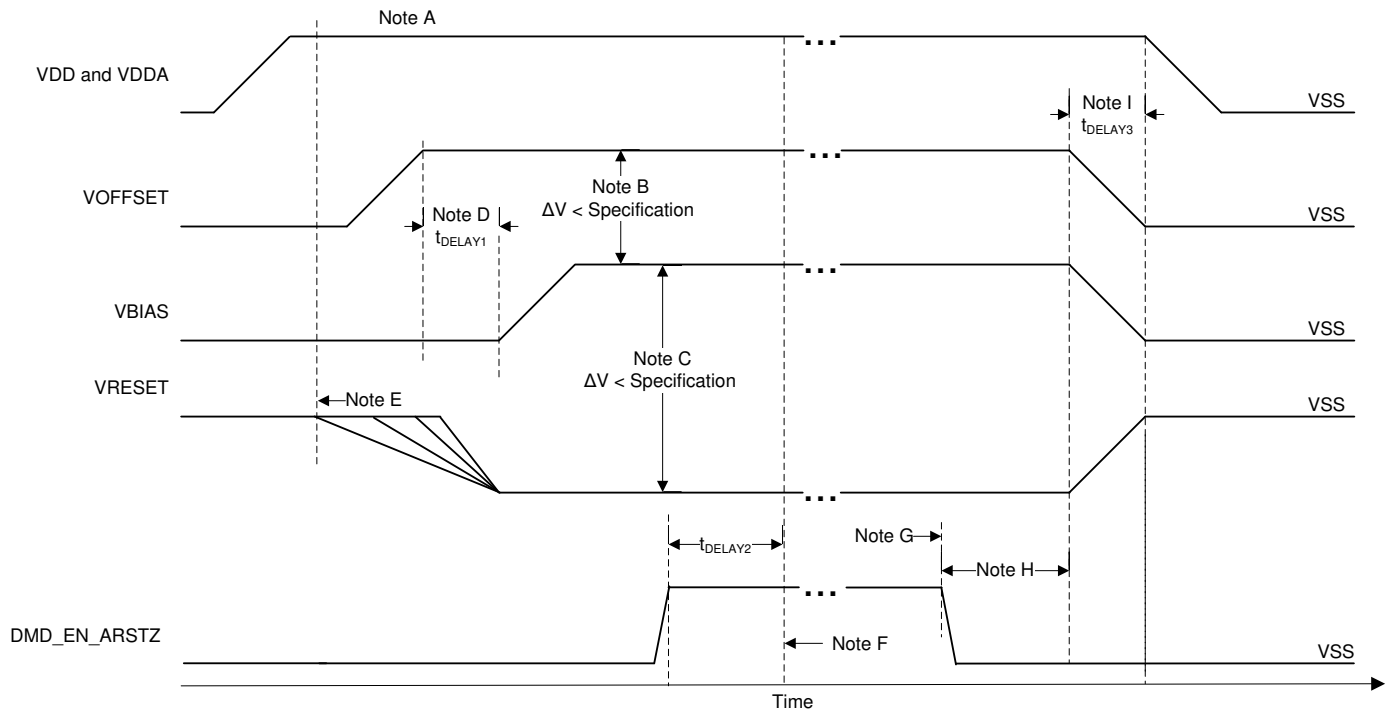 Note A
VDD and VDDA
...
VSS
Note I
tDELAY3
VOFFSET
...
VSS
Note B
ΔV < Specification
Note D
tDELAY1
VBIAS
...
VSS
Note C
ΔV < Specification
VRESET
Note E
VSS
...
tDELAY2
Note G
Note H
DMD_EN_ARSTZ
...
Note F
VSS
Time